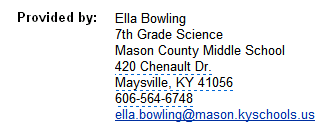 Provided by: Ella Bowling
7th Grade Science
Mason County Middle School
420 Chenault Dr.
Maysville, KY 41056
606-564-6748
ella.bowling@mason.kyschools.us